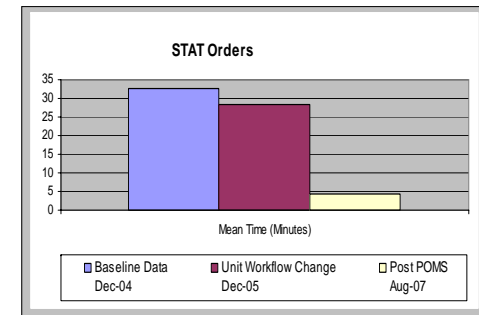 STAT Orders
35
30
25
20
15
10
5
0
Mean Time (Minutes)
Baseline Data Unit Workflow Change Post POMS
Dec-04 Dec-05 Aug-07